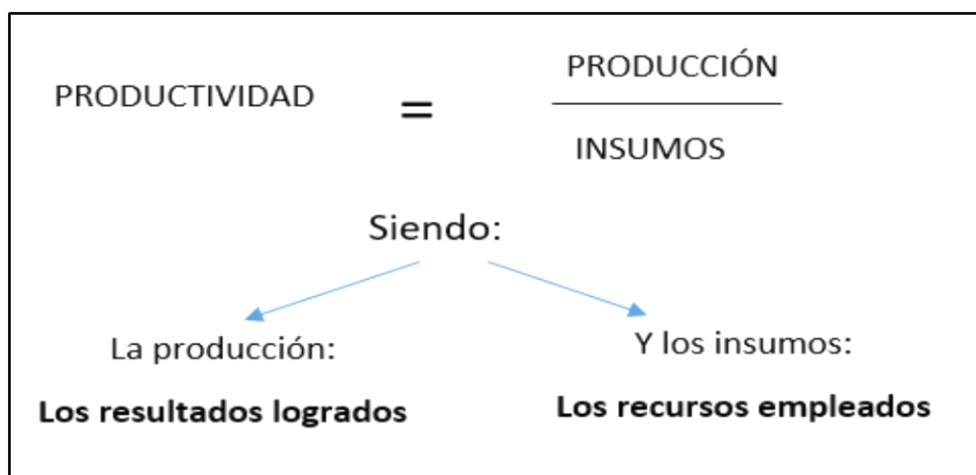 PRODUCTIVIDAD = PRODUCCIÓN
INSUMOS
Siendo:
La producción:
Los resultados logrados
Y los insumos:
Los recursos empleados